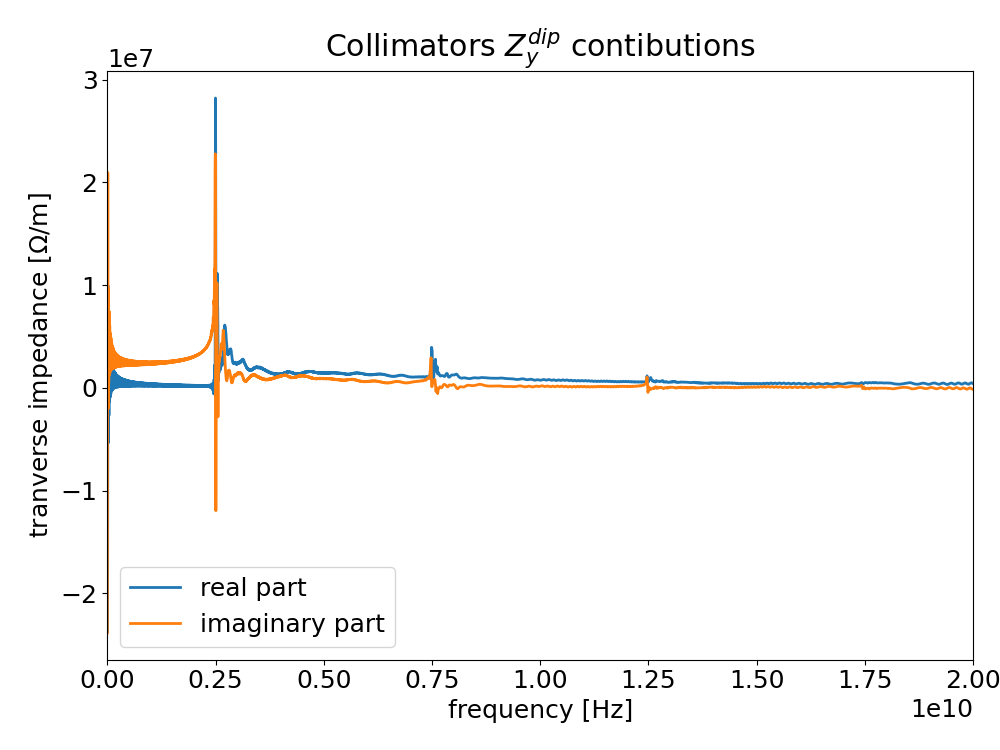 Collimators $Z_y^{dip}$ contibutions
1e7
3
2
1
0
−1
−2
tranverse impedance [Ω/m]
real part
imaginary part
0.00 0.25 0.50 0.75 1.00 1.25 1.50 1.75 2.00
1e10
frequency [Hz]